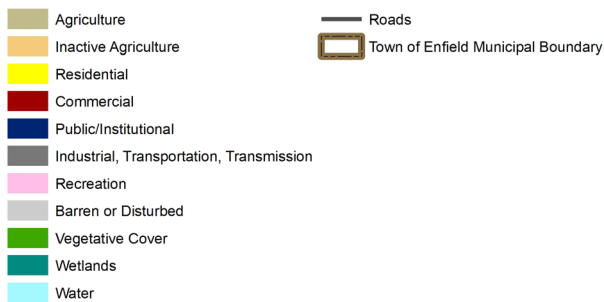 Agriculture
Inactive Agriculture
Residential
Commercial
Public/Institutional
Industrial, Transportation, Transmission
Recreation
Barren or Disturbed
Vegetative Cover
Wetlands
Water
Roads
Town of Enfield Municipal Boundary